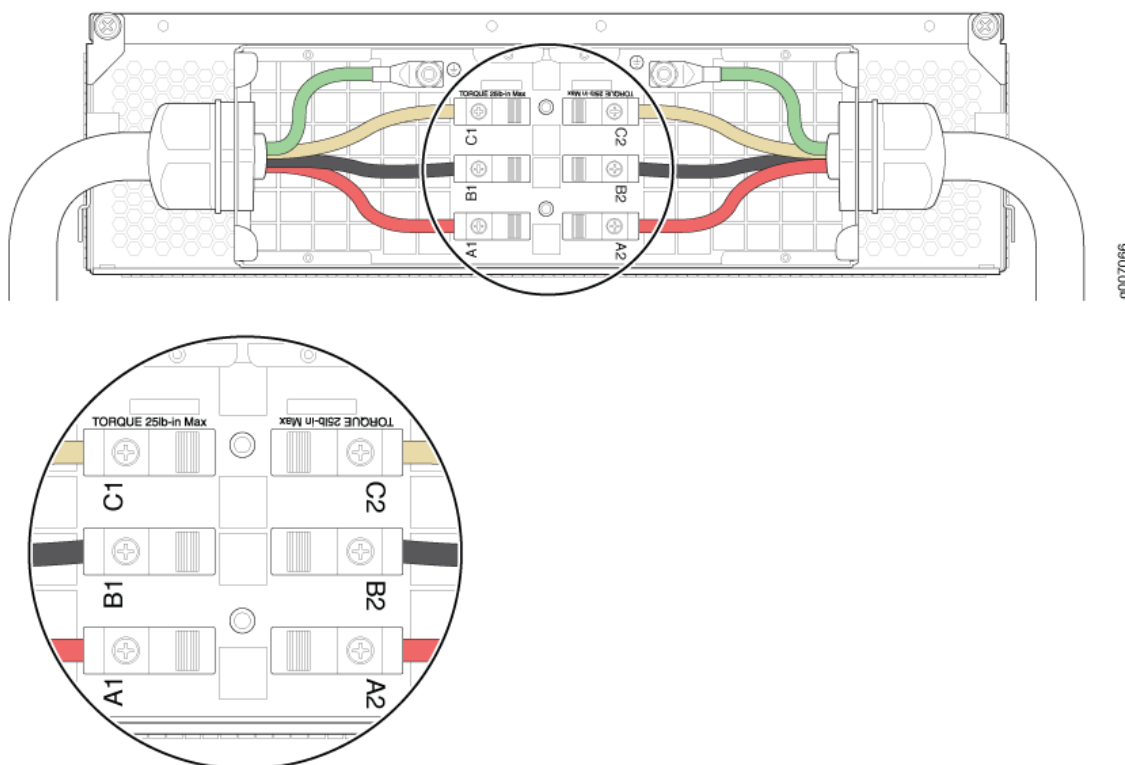 TORQUE 25lb-in Max
TORQUE 25lb-in Max
C1
C2
B1
B2
A1
A2
g007066
TORQUE 25lb-in Max
TORQUE 25lb-in Max
C1
C2
B1
B2
A1
A2